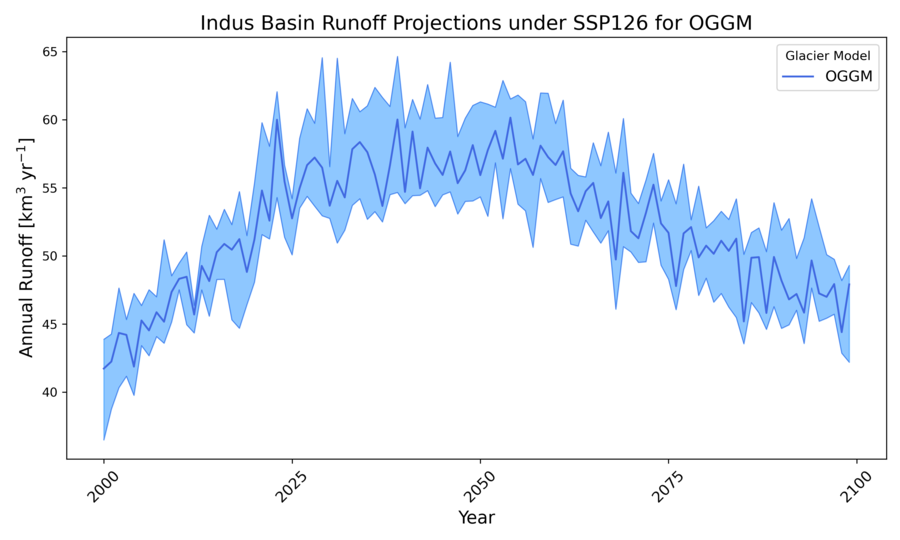 Indus Basin Runoff Projections under SSP126 for OGGM
Glacier Model
OGGM
65
60
55
50
45
40
Annual Runoff [km³ yr⁻¹]
2000
2025
2050
2075
2100
Year